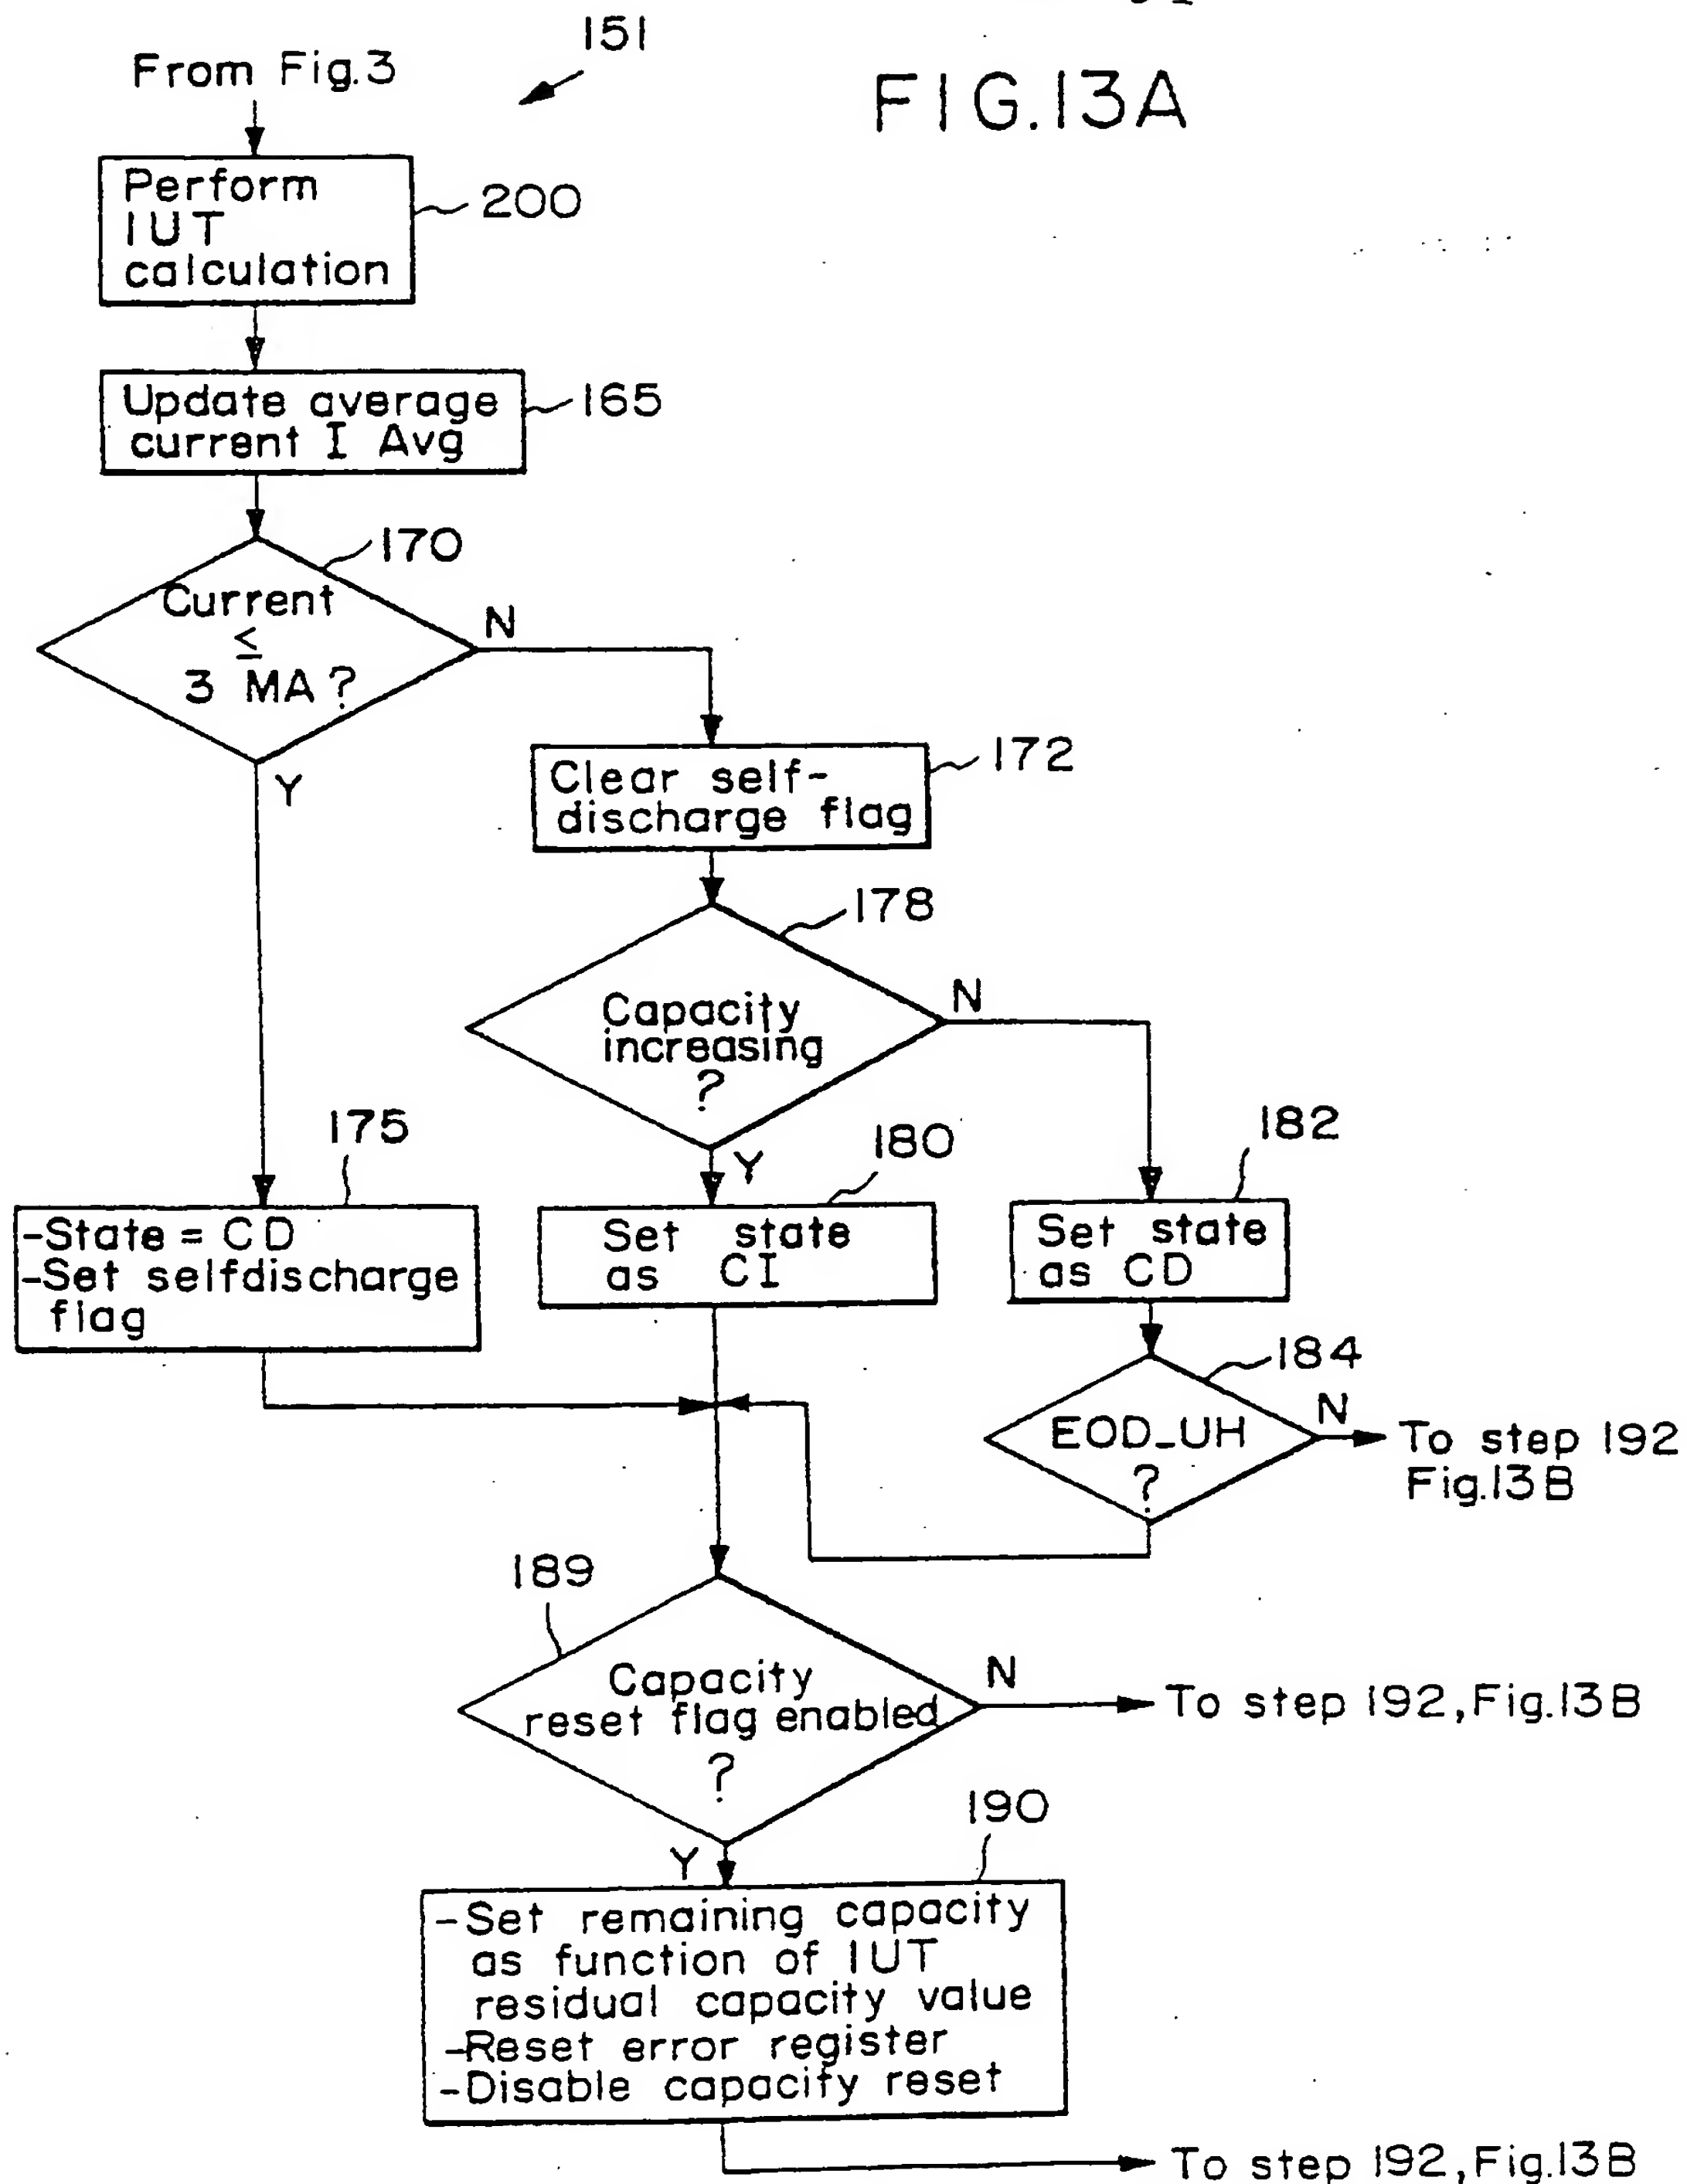 151
From Fig.3
FIG.13A
Perform
IUT
calculation
200
Update average
current I Avg
165
170
Current
≤
3 MA?
N
Y
Clear self-
discharge flag
172
178
Capacity
increasing
?
N
Y
175
-State = CD
-Set selfdischarge
flag
180
Set state
as CI
182
Set state
as CD
184
EOD_UH
?
N
To step 192
Fig.13B
189
Capacity
reset flag enabled
?
N
To step 192, Fig.13B
Y
190
-Set remaining capacity
as function of IUT
residual capacity value
-Reset error register
-Disable capacity reset
To step 192, Fig.13B